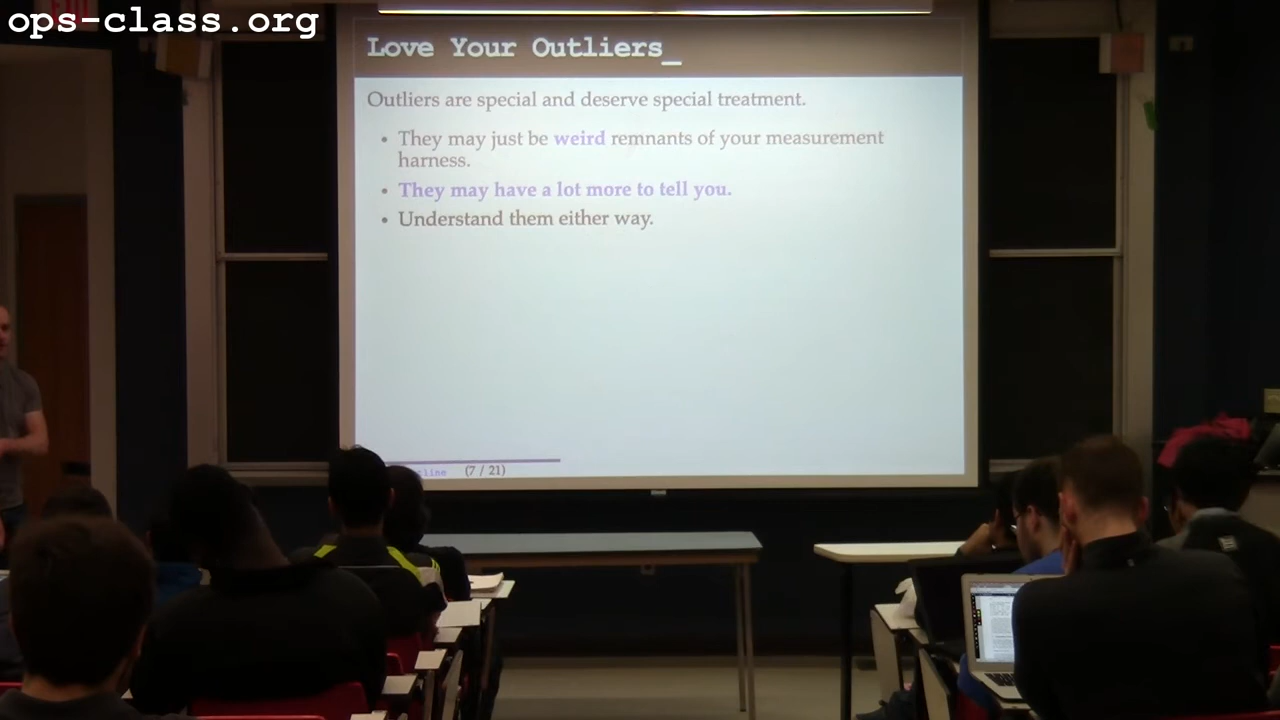 ops-class.org
Love Your Outliers_
Outliers are special and deserve special treatment.
• They may just be weird remnants of your measurement
harness.
• They may have a lot more to tell you.
• Understand them either way.
(7 / 21)